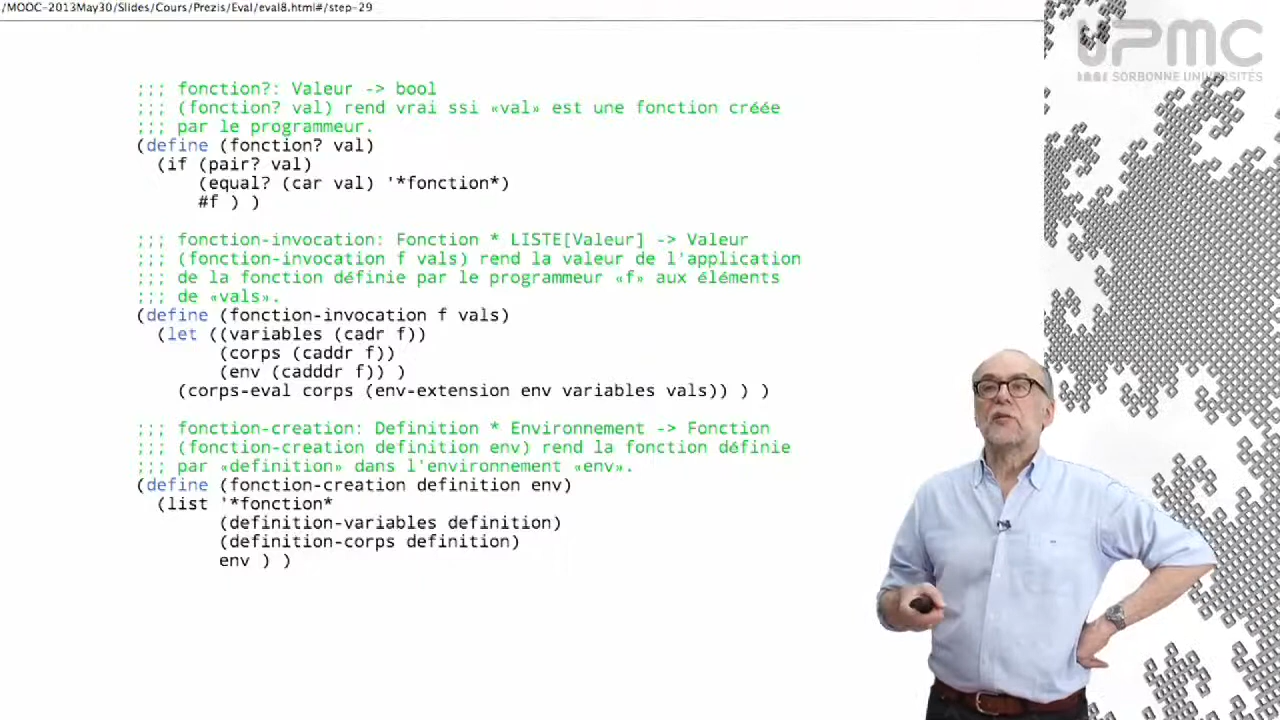 /MOOC-2013May30/Slides/Cours/Prezis/Eval/eval8.html#/step-29
UPMC
SORBONNE UNIVERSITÉS
;;; fonction?: Valeur -> bool
;;; (fonction? val) rend vrai ssi «val» est une fonction créée
;;; par le programmeur.
(define (fonction? val)
  (if (pair? val)
      (equal? (car val) '*fonction*)
      #f ) )
;;; fonction-invocation: Fonction * LISTE[Valeur] -> Valeur
;;; (fonction-invocation f vals) rend la valeur de l'application
;;; de la fonction définie par le programmeur «f» aux éléments
;;; de «vals».
(define (fonction-invocation f vals)
  (let ((variables (cadr f))
        (corps (caddr f))
        (env (cadddr f)) )
    (corps-eval corps (env-extension env variables vals)) ) )
;;; fonction-creation: Definition * Environnement -> Fonction
;;; (fonction-creation definition env) rend la fonction définie
;;; par «definition» dans l'environnement «env».
(define (fonction-creation definition env)
  (list '*fonction*
        (definition-variables definition)
        (definition-corps definition)
        env ) )